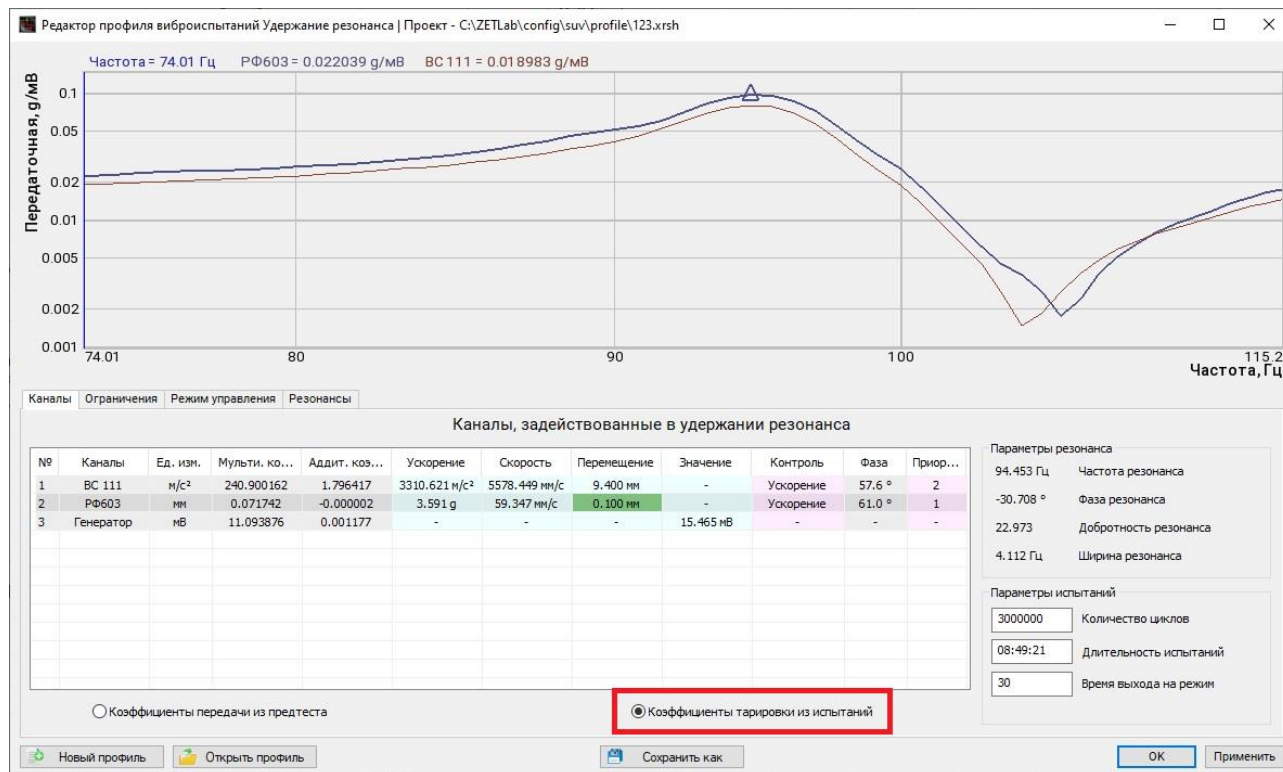 Редактор профиля виброиспытаний Удержание резонанса | Проект - C:\ZETLab\config\suv\profile\123.xrsh
Частота = 74.01 Гц РФ603 = 0.022039 g/мВ ВС 111 = 0.018983 g/мВ
Передаточная, g/мВ
0.1
0.05
0.02
0.01
0.005
0.002
0.001
74.01 80 90 100 115.2
Частота, Гц
Каналы Ограничения Режим управления Резонансы
Каналы, задействованные в удержании резонанса
№ Каналы Ед. изм. Мульти. ко... Аддит. коэ... Ускорение Скорость Перемещение Значение Контроль Фаза Приор...
1 ВС 111 м/с² 240.900162 1.796417 3310.621 м/с² 5578.449 мм/с 9.400 мм - Ускорение 57.6 ° 2
2 РФ603 мм 0.071742 -0.000002 3.591 g 59.347 мм/с 0.100 мм - Ускорение 61.0 ° 1
3 Генератор мВ 11.093876 0.001177 - - - 15.465 мВ - - -
Параметры резонанса
94.453 Гц Частота резонанса
-30.708 ° Фаза резонанса
22.973 Добротность резонанса
4.112 Гц Ширина резонанса
Параметры испытаний
3000000 Количество циклов
08:49:21 Длительность испытаний
30 Время выхода на режим
Коэффициенты передачи из предтеста Коэффициенты тарировки из испытаний
Новый профиль Открыть профиль Сохранить как OK Применить